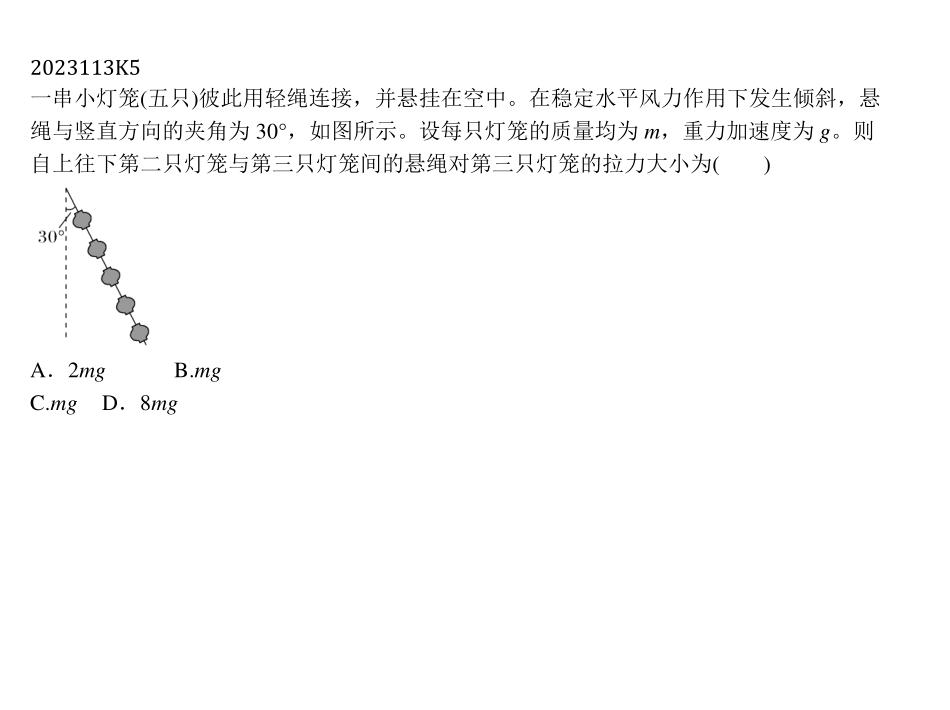 2023113K5
一串小灯笼(五只)彼此用轻绳连接，并悬挂在空中。在稳定水平风力作用下发生倾斜，悬
绳与竖直方向的夹角为 30°，如图所示。设每只灯笼的质量均为 m，重力加速度为 g。则
自上往下第二只灯笼与第三只灯笼间的悬绳对第三只灯笼的拉力大小为(　　)
30°
A．2mg　　　B.mg
C.mg　D．8mg